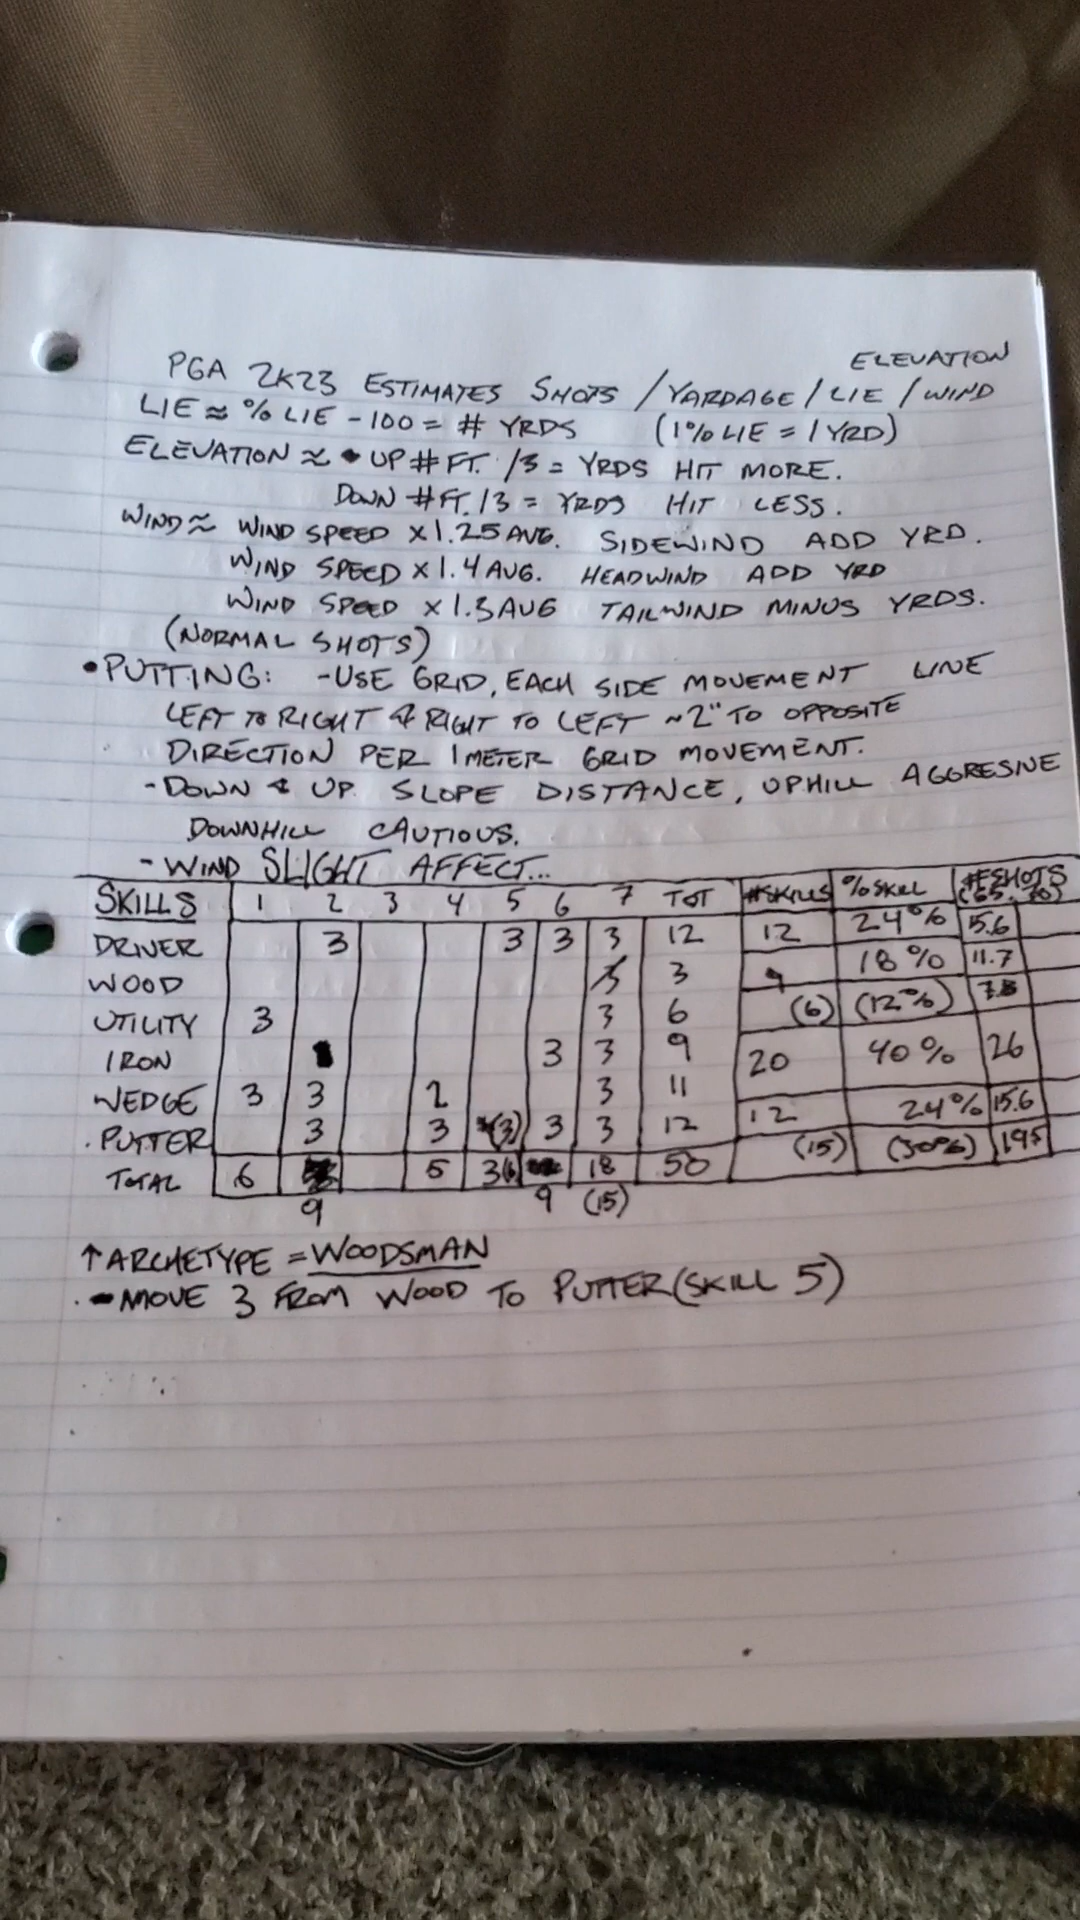 ELEVATION
PGA 2K23 ESTIMATES SHOTS / YARDAGE / LIE / WIND
LIE ≈ % LIE - 100 = # YRDS (1% LIE = 1 YRD)
ELEVATION ≈ UP # FT. /3 = YRDS HIT MORE.
DOWN # FT. /3 = YRDS HIT LESS.
WIND ≈ WIND SPEED X 1.25 AVG. SIDEWIND ADD YRD.
WIND SPEED X 1.4 AVG. HEADWIND ADD YRD
WIND SPEED X 1.3 AUG TAILWIND MINUS YRDS.
(NORMAL SHOTS)
• PUTTING: - USE GRID, EACH SIDE MOVEMENT LINE
LEFT TO RIGHT & RIGHT TO LEFT ~2" TO OPPOSITE
DIRECTION PER 1 METER GRID MOVEMENT.
- DOWN & UP SLOPE DISTANCE, UPHILL AGGRESIVE
DOWNHILL CAUTIOUS.
- WIND SLIGHT AFFECT...
SKILLS 1 2 3 4 5 6 7 TOT #SKILLS % SKILL # SHOTS (65. 70)
DRIVER 3 3 3 3 12 12 24% 15.6
WOOD 3 3 9 18% 11.7
UTILITY 3 3 6 (6) (12%) 7.8
IRON 3 3 9 20 40% 26
WEDGE 3 3 2 3 11 12 24% 15.6
PUTTER 3 3 (3) 3 3 12 (15) (30%) 195
TOTAL 6 5 36 18 50
9 9 (15)
↑ ARCHETYPE = WOODSMAN
- MOVE 3 FROM WOOD TO PUTTER (SKILL 5)